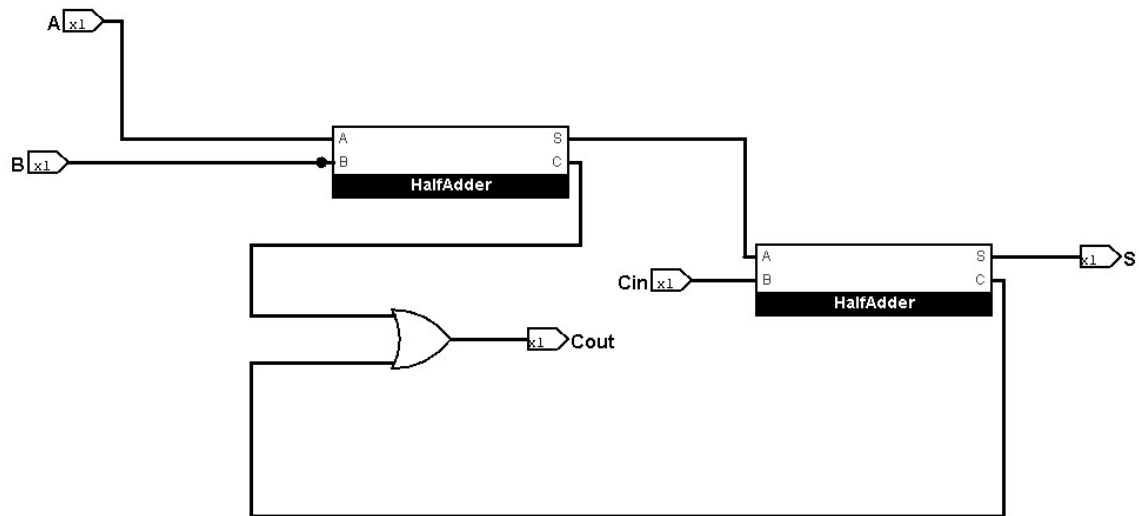 A x1
A S
B x1
B C
HalfAdder
A S
S x1
Cin x1
B C
HalfAdder
x1 Cout